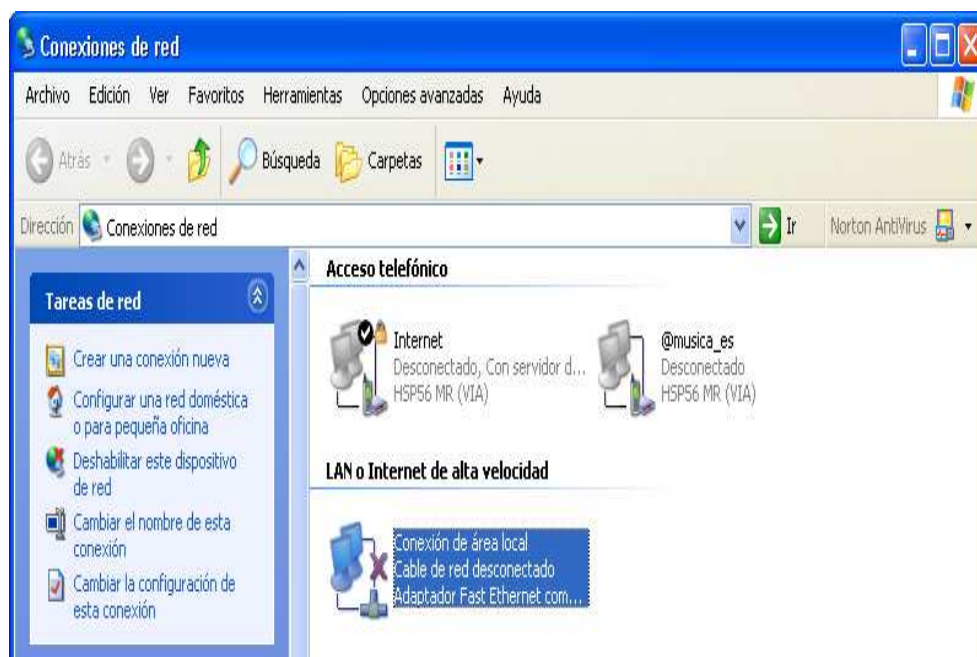 Conexiones de red
Archivo Edición Ver Favoritos Herramientas Opciones avanzadas Ayuda
Atrás Búsqueda Carpetas
Dirección Conexiones de red Ir Norton AntiVirus
Tareas de red
Crear una conexión nueva
Configurar una red doméstica
o para pequeña oficina
Deshabilitar este dispositivo
de red
Cambiar el nombre de esta
conexión
Cambiar la configuración de
esta conexión
Acceso telefónico
Internet
Desconectado, Con servidor d...
HSP56 MR (VIA)
@musica_es
Desconectado
HSP56 MR (VIA)
LAN o Internet de alta velocidad
Conexión de área local
Cable de red desconectado
Adaptador Fast Ethernet com...